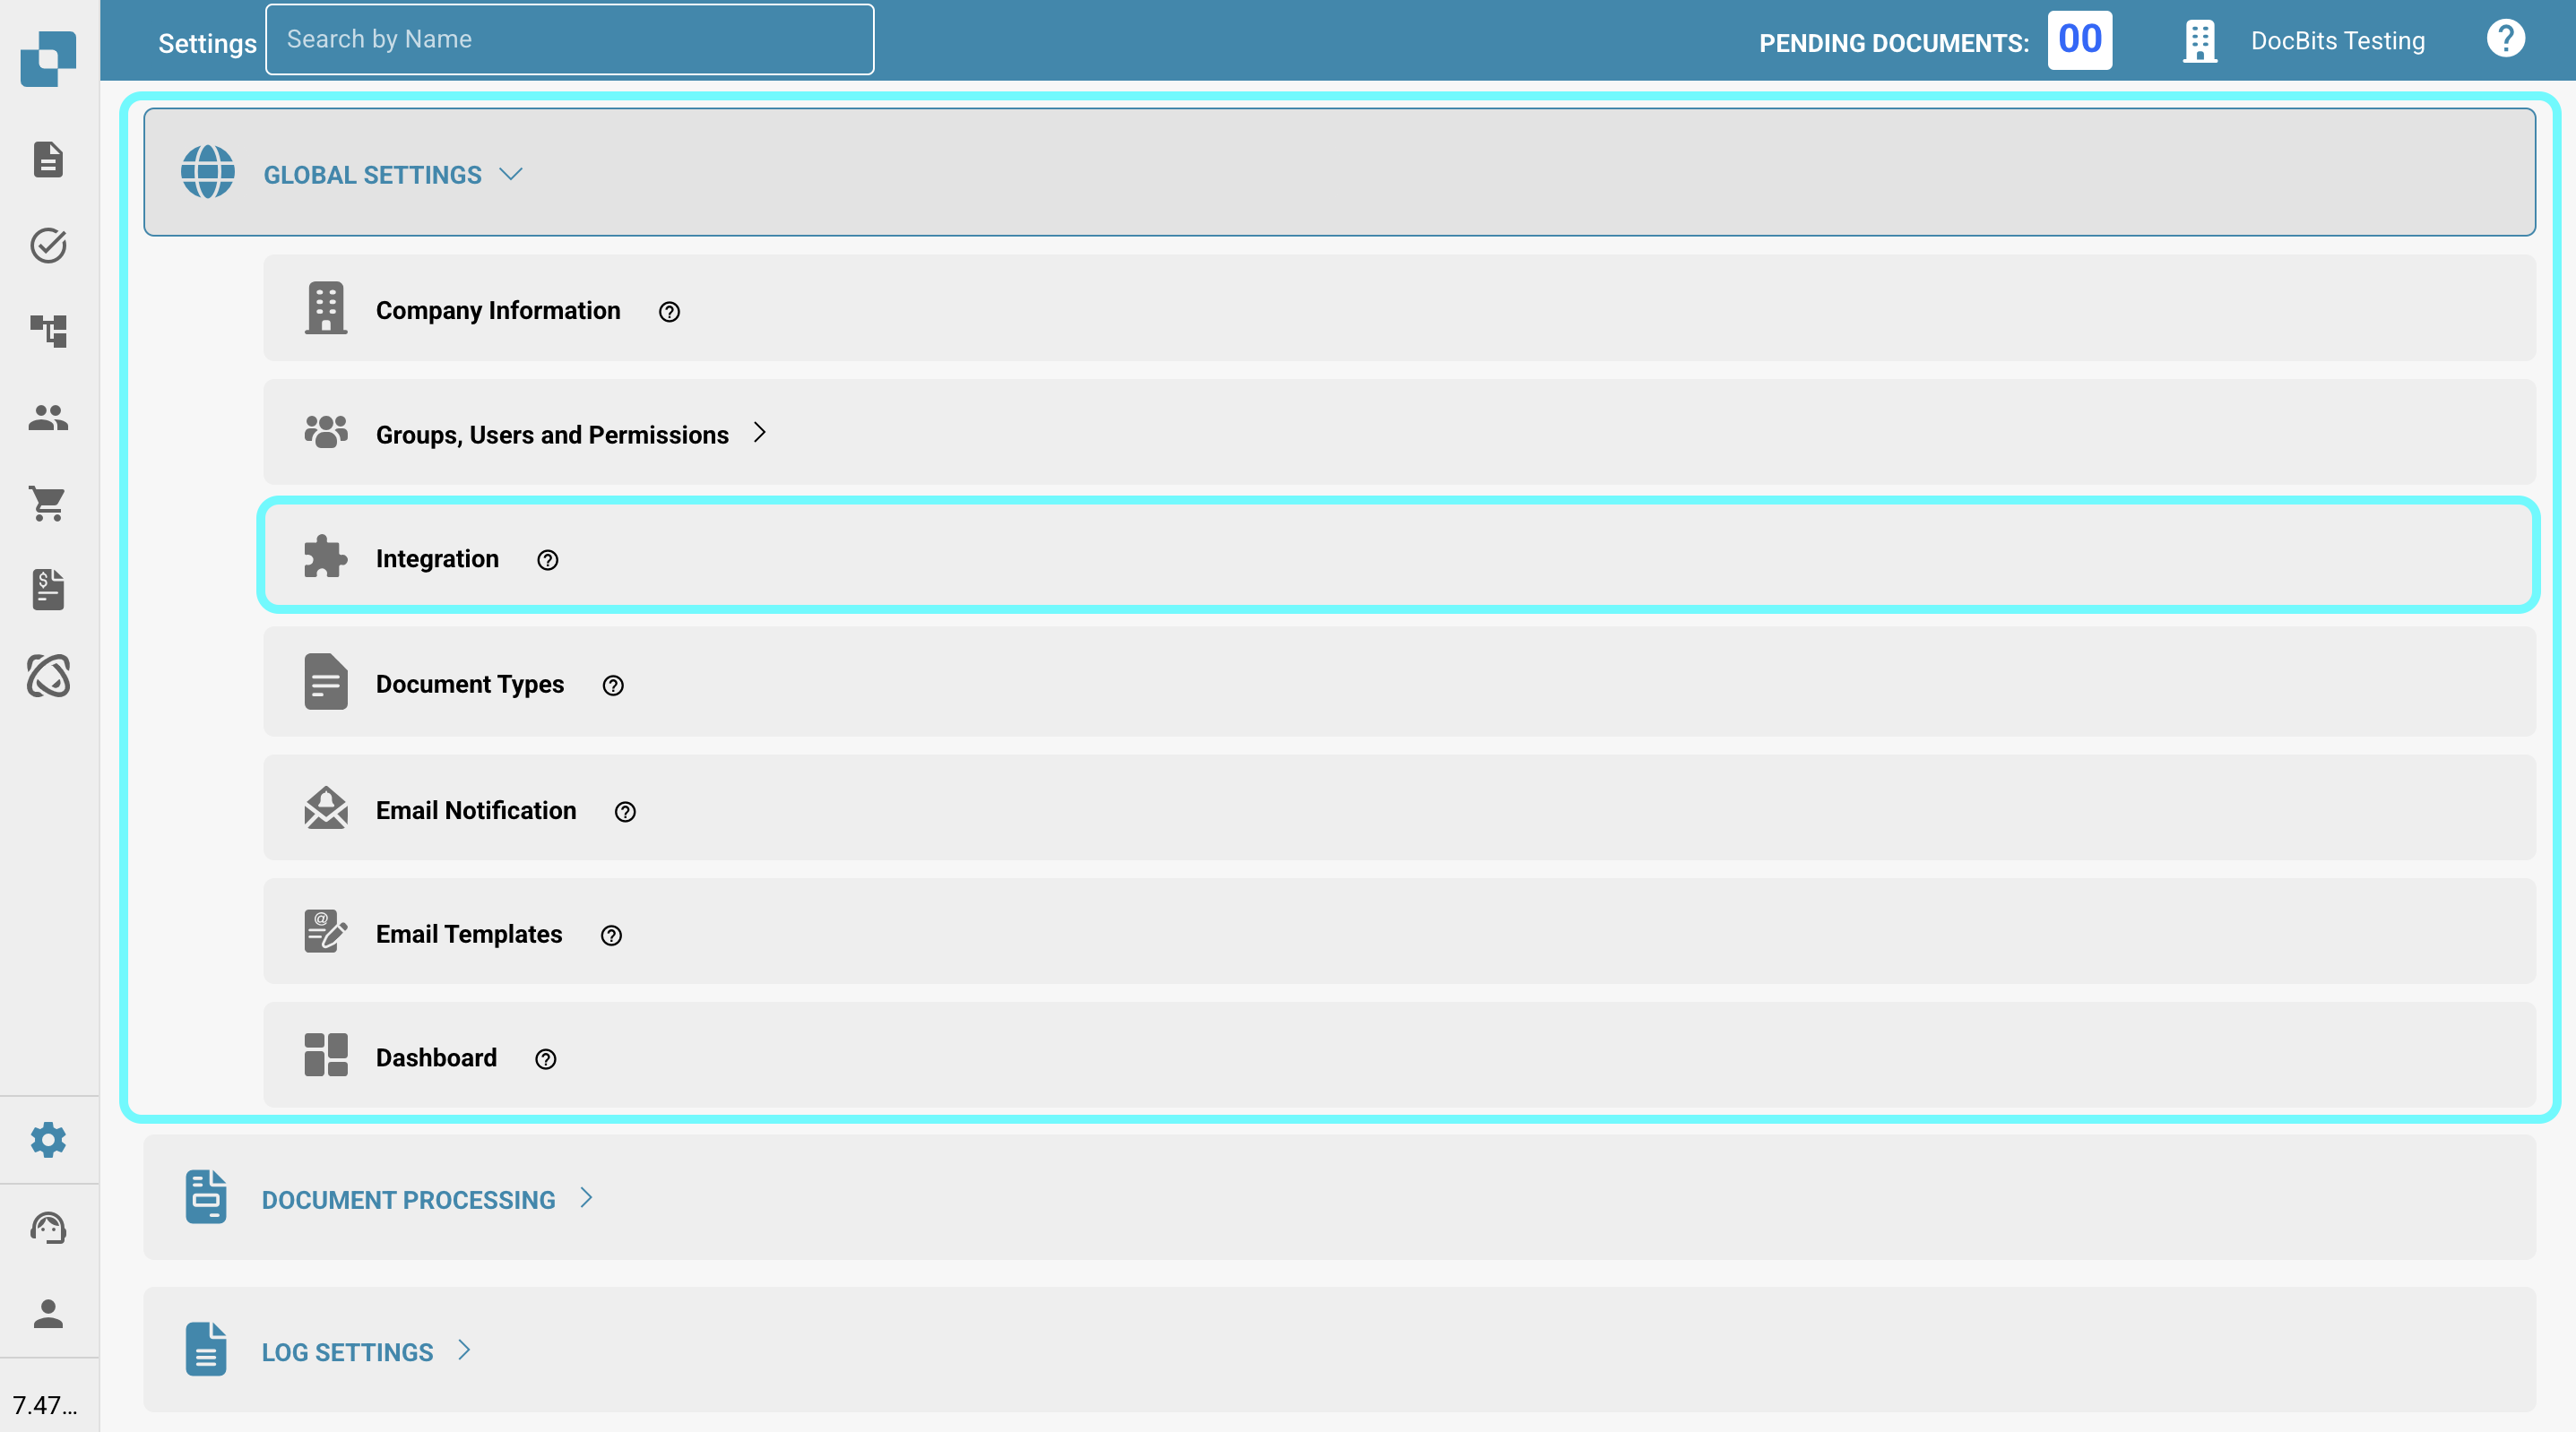 Settings
Search by Name
PENDING DOCUMENTS: 00
DocBits Testing
GLOBAL SETTINGS
Company Information
Groups, Users and Permissions
Integration
Document Types
Email Notification
Email Templates
Dashboard
DOCUMENT PROCESSING
LOG SETTINGS
7.47...